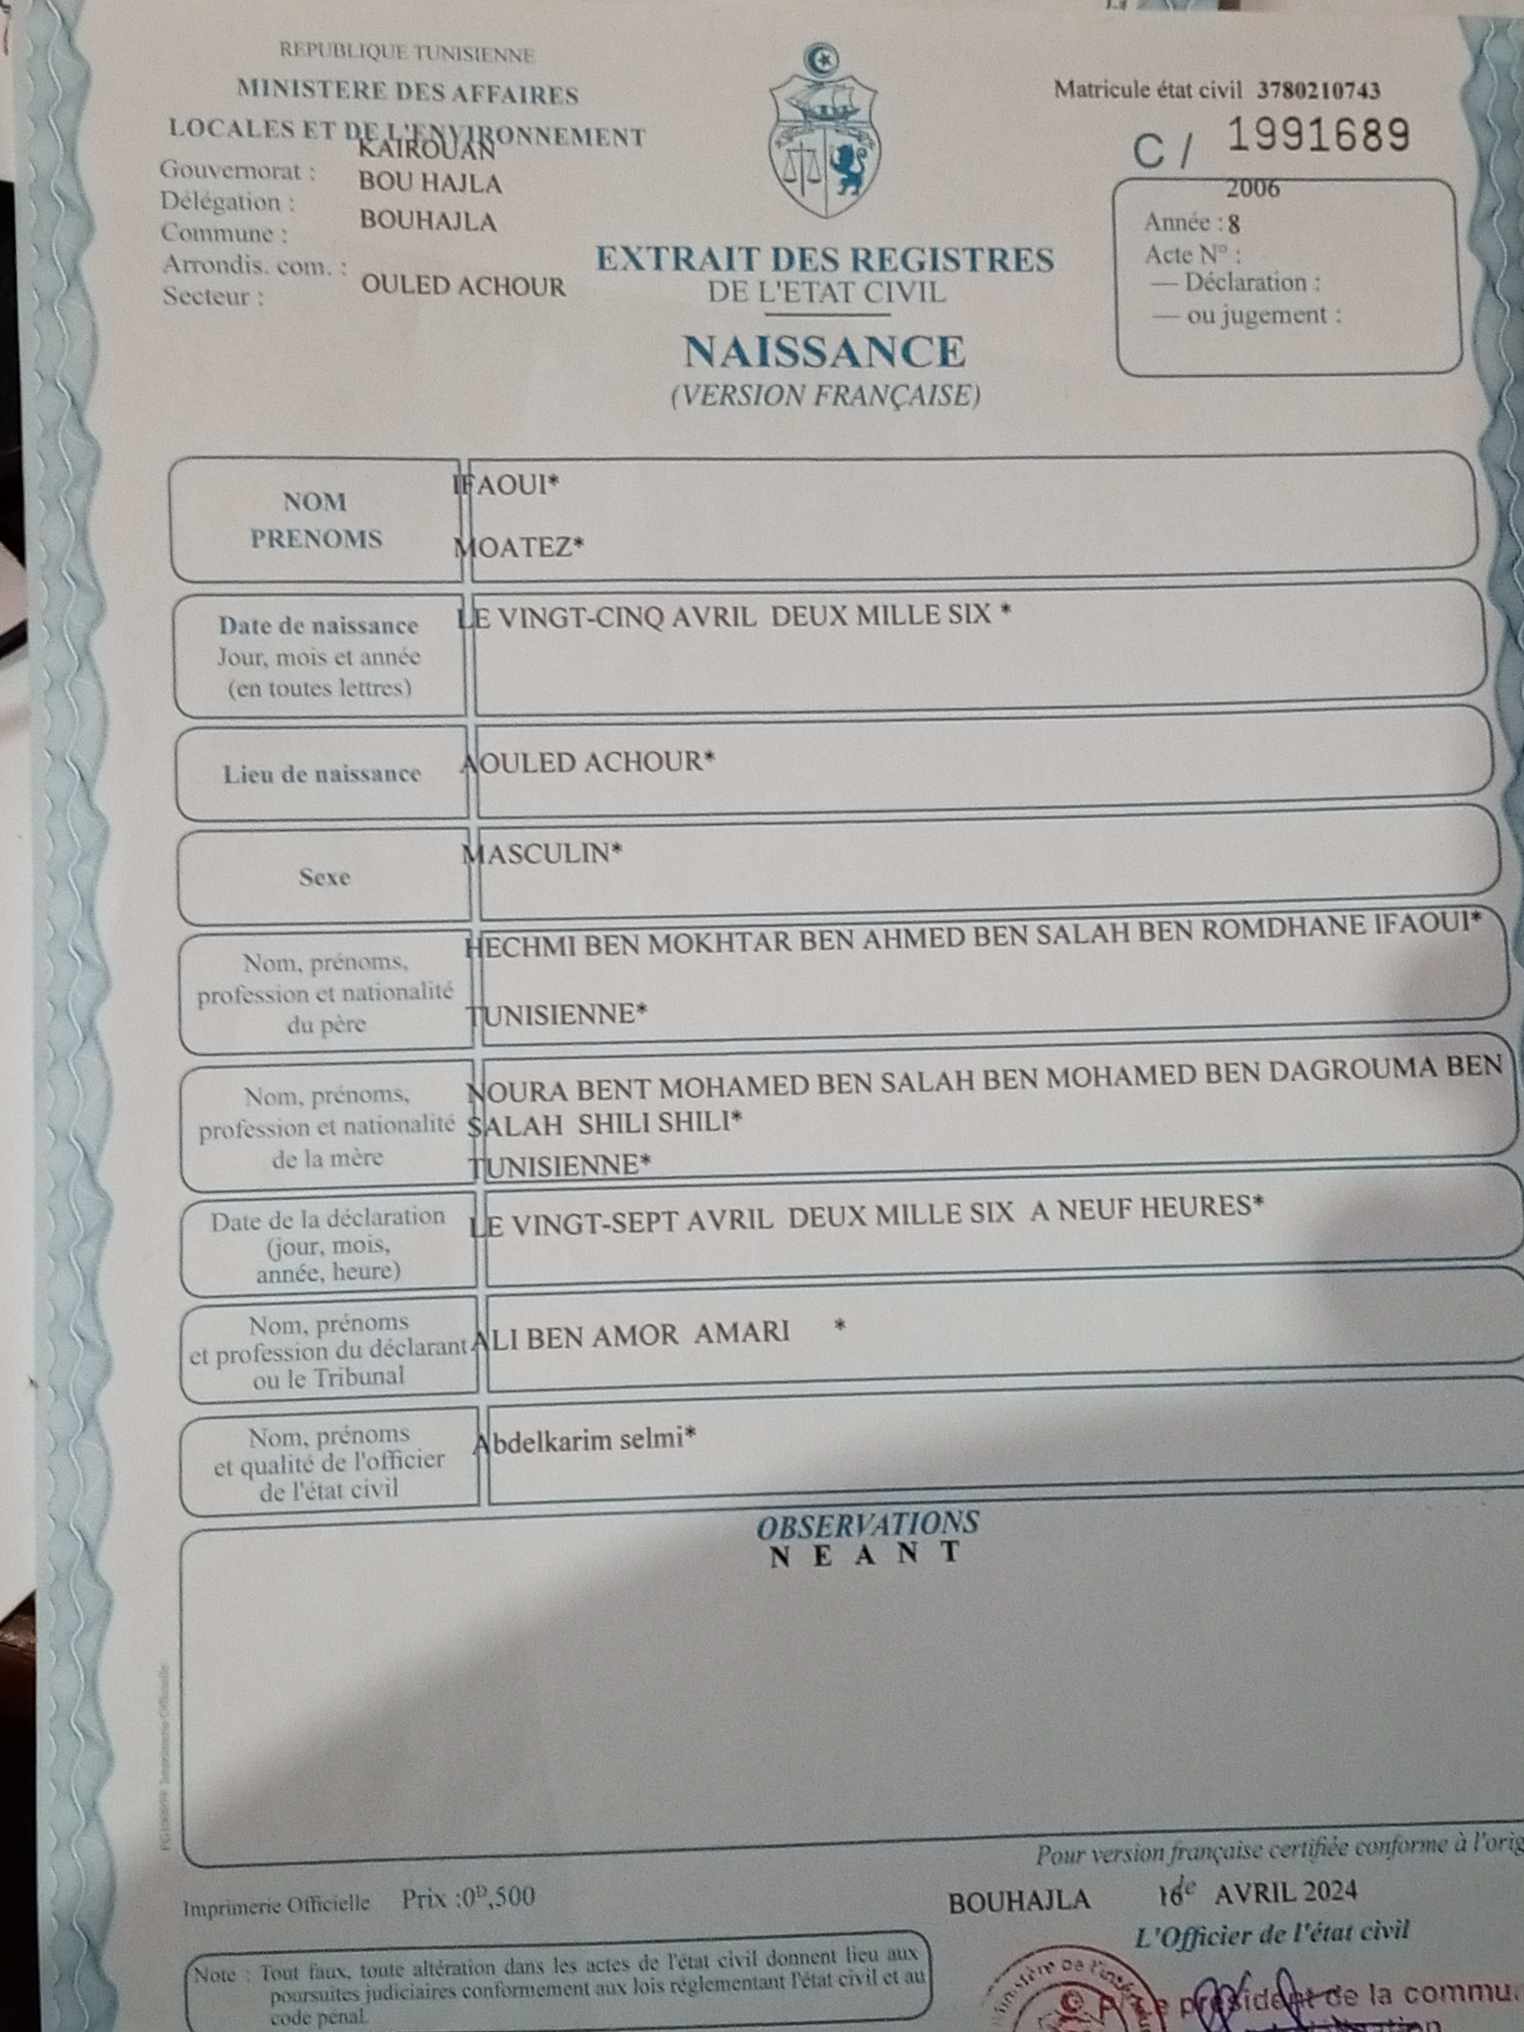 REPUBLIQUE TUNISIENNE
MINISTERE DES AFFAIRES
LOCALES ET DE L'ENVIRONNEMENT
Gouvernorat : KAIROUAN
Délégation : BOU HAJLA
Commune : BOUHAJLA
Arrondis. com. :
Secteur : OULED ACHOUR
Matricule état civil 3780210743
C / 1991689
2006
Année : 8
Acte N° :
— Déclaration :
— ou jugement :
EXTRAIT DES REGISTRES
DE L'ETAT CIVIL
NAISSANCE
(VERSION FRANÇAISE)
NOM IFAOUI*
PRENOMS MOATEZ*
Date de naissance LE VINGT-CINQ AVRIL DEUX MILLE SIX *
Jour, mois et année
(en toutes lettres)
Lieu de naissance AOULED ACHOUR*
Sexe MASCULIN*
Nom, prénoms, HECHMI BEN MOKHTAR BEN AHMED BEN SALAH BEN ROMDHANE IFAOUI*
profession et nationalité
du père TUNISIENNE*
Nom, prénoms, NOURA BENT MOHAMED BEN SALAH BEN MOHAMED BEN DAGROUMA BEN
profession et nationalité SALAH SHILI SHILI*
de la mère TUNISIENNE*
Date de la déclaration LE VINGT-SEPT AVRIL DEUX MILLE SIX A NEUF HEURES*
(jour, mois,
année, heure)
Nom, prénoms
et profession du déclarant ALI BEN AMOR AMARI *
ou le Tribunal
Nom, prénoms Abdelkarim selmi*
et qualité de l'officier
de l'état civil
OBSERVATIONS
N E A N T
Pour version française certifiée conforme à l'orig
Imprimerie Officielle Prix :0D,500
BOUHAJLA le 16 AVRIL 2024
L'Officier de l'état civil
Note : Tout faux, toute altération dans les actes de l'état civil donnent lieu aux
poursuites judiciaires conformement aux lois réglementant l'état civil et au
code pénal.
Le président de la commu